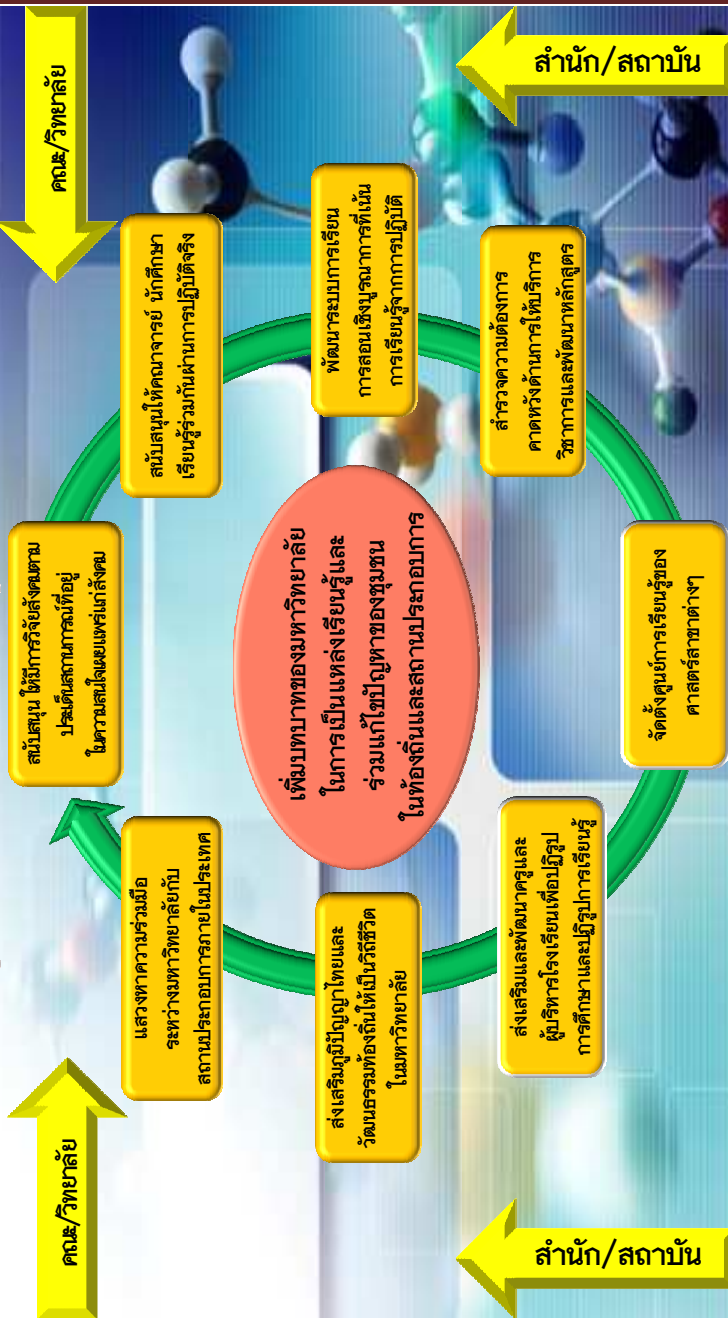 คณะ/วิทยาลัย
คณะ/วิทยาลัย
สนับสนุน ให้มีการวิจัยสังคมตาม
ประเด็นสถานการณ์ที่อยู่
ในความสนใจเผยแพร่แก่สังคม
สนับสนุนให้คณาจารย์ นักศึกษา
เรียนรู้ร่วมกันผ่านการปฏิบัติจริง
พัฒนาระบบการเรียน
การสอนเชิงบูรณาการที่เน้น
การเรียนรู้จากการปฏิบัติ
สำรวจความต้องการ
คาดหวังด้านการให้บริการ
วิชาการและพัฒนาหลักสูตร
จัดตั้งศูนย์การเรียนรู้ของ
ศาสตร์สาขาต่างๆ
ส่งเสริมและพัฒนาครูและ
ผู้บริหารโรงเรียนเพื่อปฏิรูป
การศึกษาและปฏิรูปการเรียนรู้
ส่งเสริมภูมิปัญญาไทยและ
วัฒนธรรมท้องถิ่นให้เป็นวิถีชีวิต
ในมหาวิทยาลัย
แสวงหาความร่วมมือ
ระหว่างมหาวิทยาลัยกับ
สถานประกอบการภายในประเทศ
เพิ่มบทบาทของมหาวิทยาลัย
ในการเป็นแหล่งเรียนรู้และ
ร่วมแก้ไขปัญหาของชุมชน
ในท้องถิ่นและสถานประกอบการ
สำนัก/สถาบัน
สำนัก/สถาบัน